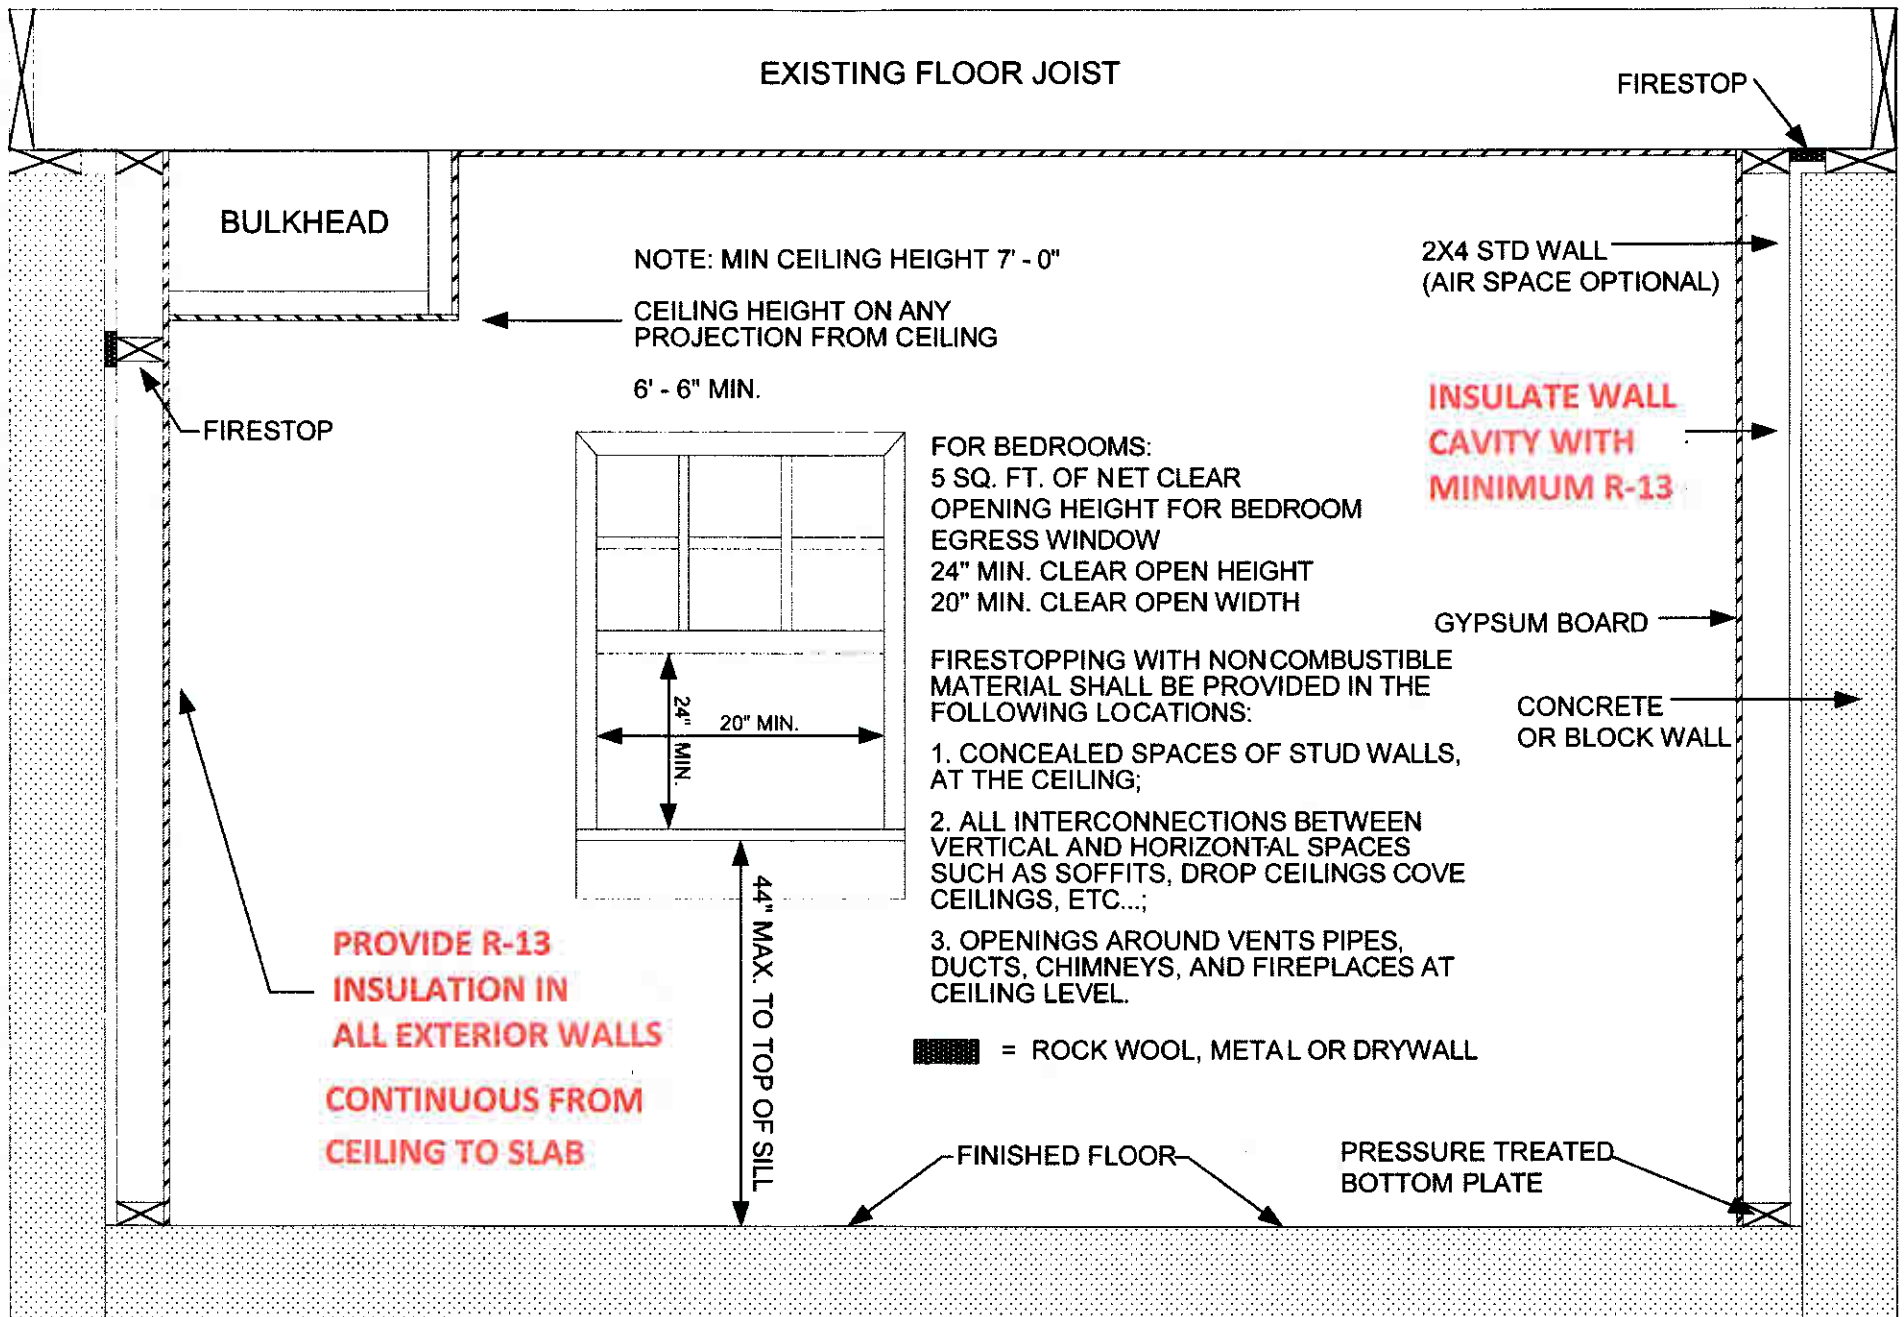 EXISTING FLOOR JOIST
FIRESTOP
BULKHEAD
NOTE: MIN CEILING HEIGHT 7' - 0"
CEILING HEIGHT ON ANY
PROJECTION FROM CEILING
6' - 6" MIN.
2X4 STD WALL
(AIR SPACE OPTIONAL)
FIRESTOP
INSULATE WALL
CAVITY WITH
MINIMUM R-13
FOR BEDROOMS:
5 SQ. FT. OF NET CLEAR
OPENING HEIGHT FOR BEDROOM
EGRESS WINDOW
24" MIN. CLEAR OPEN HEIGHT
20" MIN. CLEAR OPEN WIDTH
GYPSUM BOARD
FIRESTOPPING WITH NONCOMBUSTIBLE
MATERIAL SHALL BE PROVIDED IN THE
FOLLOWING LOCATIONS:
1. CONCEALED SPACES OF STUD WALLS,
AT THE CEILING;
2. ALL INTERCONNECTIONS BETWEEN
VERTICAL AND HORIZONTAL SPACES
SUCH AS SOFFITS, DROP CEILINGS COVE
CEILINGS, ETC...;
3. OPENINGS AROUND VENTS PIPES,
DUCTS, CHIMNEYS, AND FIREPLACES AT
CEILING LEVEL.
= ROCK WOOL, METAL OR DRYWALL
CONCRETE
OR BLOCK WALL
24" MIN.
20" MIN.
44" MAX. TO TOP OF SILL
PROVIDE R-13
INSULATION IN
ALL EXTERIOR WALLS
CONTINUOUS FROM
CEILING TO SLAB
FINISHED FLOOR
PRESSURE TREATED
BOTTOM PLATE